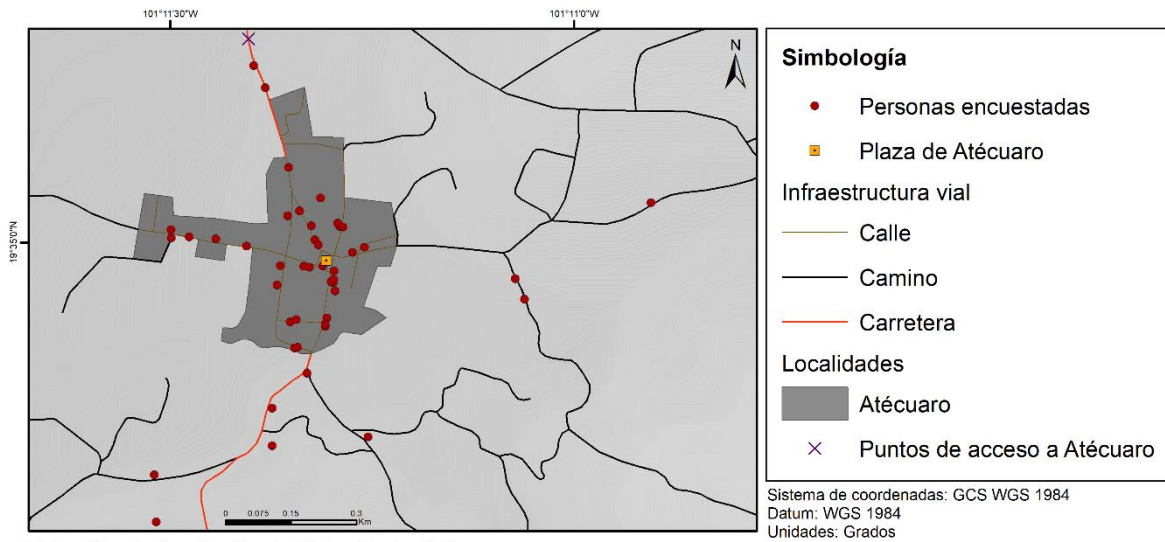 101°11'30"W
101°11'0"W
19°35'0"N
N
0
0.075
0.15
0.3
Km
Simbología
Personas encuestadas
Plaza de Atécuaro
Infraestructura vial
Calle
Camino
Carretera
Localidades
Atécuaro
Puntos de acceso a Atécuaro
Sistema de coordenadas: GCS WGS 1984
Datum: WGS 1984
Unidades: Grados